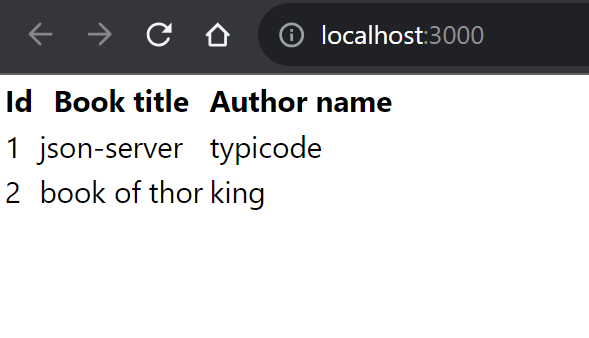 localhost:3000
Id Book title Author name
1 json-server typicode
2 book of thor king